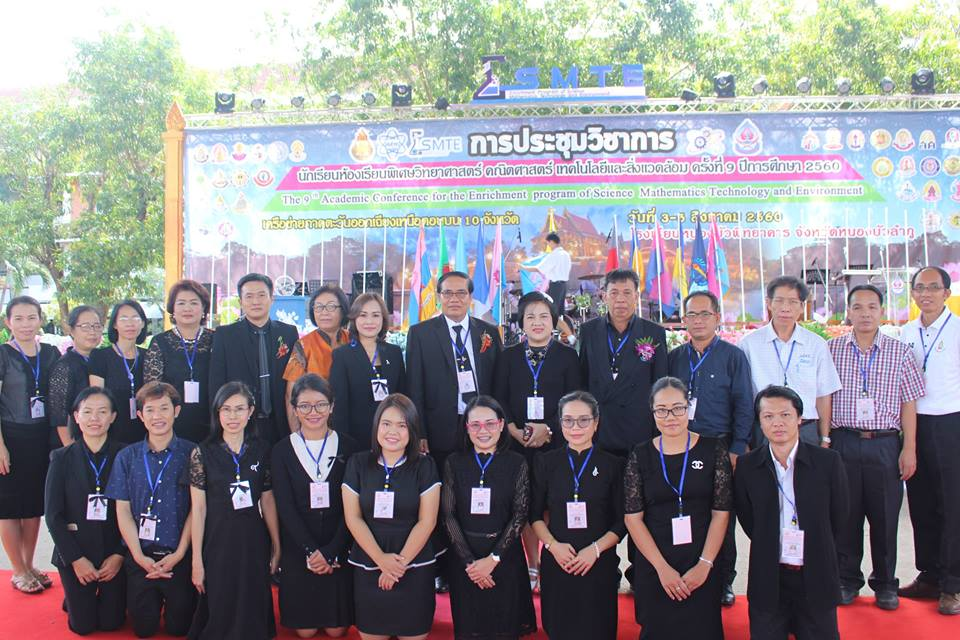 SMTE
SMTE การประชุมวิชาการ
นักเรียนห้องเรียนพิเศษวิทยาศาสตร์ คณิตศาสตร์ เทคโนโลยีและสิ่งแวดล้อม ครั้งที่ 9 ปีการศึกษา 2560
The 9th Academic Conference for the Enrichment program of Science Mathematics Technology and Environment
เครือข่ายภาคตะวันออกเฉียงเหนือตอนบน 10 จังหวัด
วันที่ 3-5 สิงหาคม 2560
โรงเรียนหนองบัวพิทยาคาร จังหวัดหนองบัวลำภู